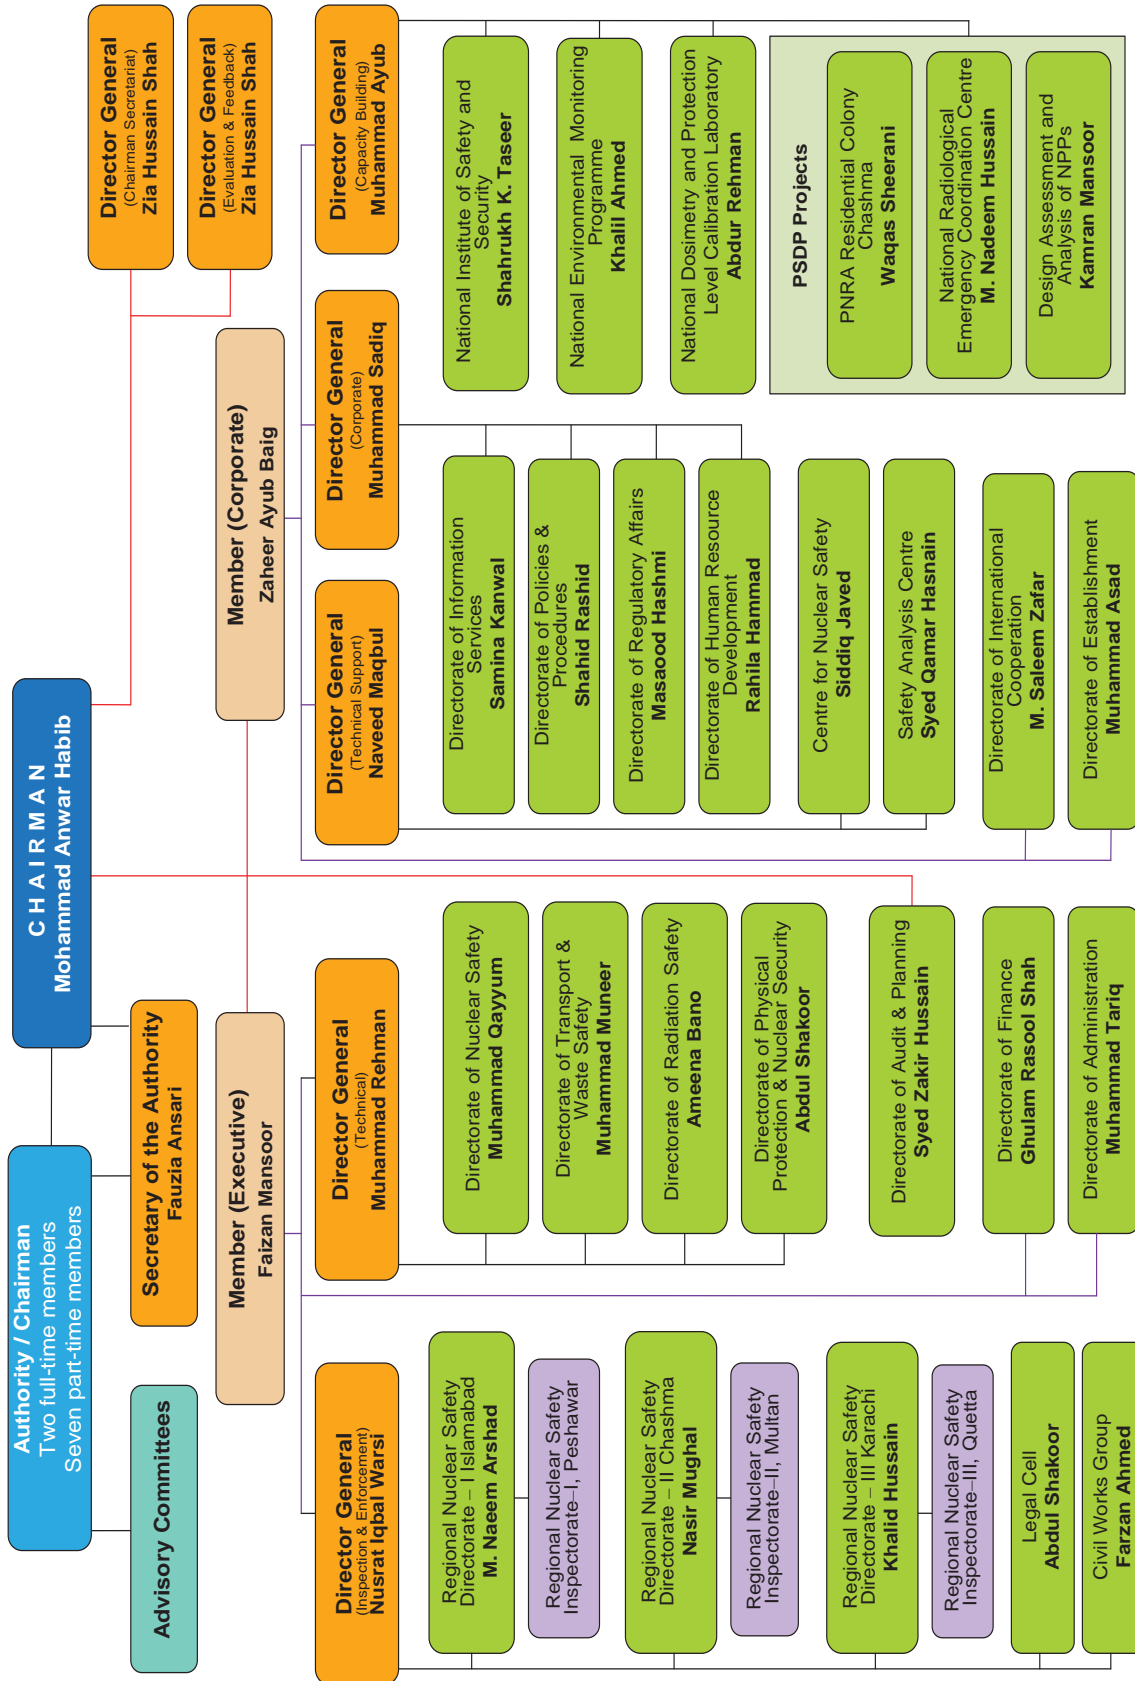 Authority / Chairman
Two full-time members
Seven part-time members
CHAIRMAN
Mohammad Anwar Habib
Advisory Committees
Secretary of the Authority
Fauzia Ansari
Director General
(Chairman Secretariat)
Zia Hussain Shah
Director General
(Evaluation & Feedback)
Zia Hussain Shah
Member (Executive)
Faizan Mansoor
Member (Corporate)
Zaheer Ayub Baig
Director General
(Inspection & Enforcement)
Nusrat Iqbal Warsi
Regional Nuclear Safety
Directorate – I Islamabad
M. Naeem Arshad
Regional Nuclear Safety
Inspectorate–I, Peshawar
Regional Nuclear Safety
Directorate – II Chashma
Nasir Mughal
Regional Nuclear Safety
Inspectorate–II, Multan
Regional Nuclear Safety
Directorate – III Karachi
Khalid Hussain
Regional Nuclear Safety
Inspectorate–III, Quetta
Legal Cell
Abdul Shakoor
Civil Works Group
Farzan Ahmed
Director General
(Technical)
Muhammad Rehman
Directorate of Nuclear Safety
Muhammad Qayyum
Directorate of Transport &
Waste Safety
Muhammad Muneer
Directorate of Radiation Safety
Ameena Bano
Directorate of Physical
Protection & Nuclear Security
Abdul Shakoor
Directorate of Audit & Planning
Syed Zakir Hussain
Directorate of Finance
Ghulam Rasool Shah
Directorate of Administration
Muhammad Tariq
Director General
(Technical Support)
Naveed Maqbul
Director General
(Corporate)
Muhammad Sadiq
Directorate of Information
Services
Samina Kanwal
Directorate of Policies &
Procedures
Shahid Rashid
Directorate of Regulatory Affairs
Masaood Hashmi
Directorate of Human Resource
Development
Rahila Hammad
Centre for Nuclear Safety
Siddiq Javed
Safety Analysis Centre
Syed Qamar Hasnain
Directorate of International
Cooperation
M. Saleem Zafar
Directorate of Establishment
Muhammad Asad
Director General
(Capacity Building)
Muhammad Ayub
National Institute of Safety and
Security
Shahrukh K. Taseer
National Environmental Monitoring
Programme
Khalil Ahmed
National Dosimetry and Protection
Level Calibration Laboratory
Abdur Rehman
PSDP Projects
PNRA Residential Colony
Chashma
Waqas Sheerani
National Radiological
Emergency Coordination Centre
M. Nadeem Hussain
Design Assessment and
Analysis of NPPs
Kamran Mansoor